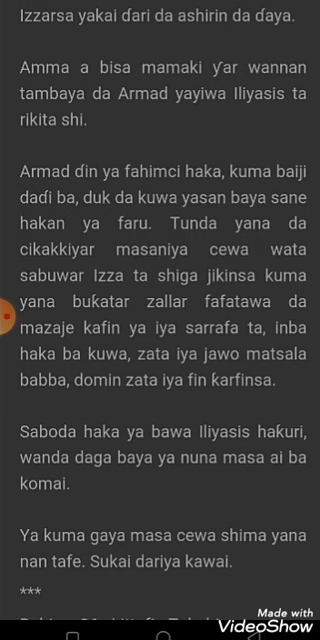 Izzarsa yakai ɗari da ashirin da ɗaya.
Amma a bisa mamaki ƴar wannan
tambaya da Armad yayiwa Iliyasis ta
rikita shi.
Armad ɗin ya fahimci haka, kuma baiji
daɗi ba, duk da kuwa yasan baya sane
hakan ya faru. Tunda yana da
cikakkiyar masaniya cewa wata
sabuwar Izza ta shiga jikinsa kuma
yana buƙatar zallar fafatawa da
mazaje kafin ya iya sarrafa ta, inba
haka ba kuwa, zata iya jawo matsala
babba, domin zata iya fin ƙarfinsa.
Saboda haka ya bawa Iliyasis haƙuri,
wanda daga baya ya nuna masa ai ba
komai.
Ya kuma gaya masa cewa shima yana
nan tafe. Sukai dariya kawai.
***
Made with
VideoShow